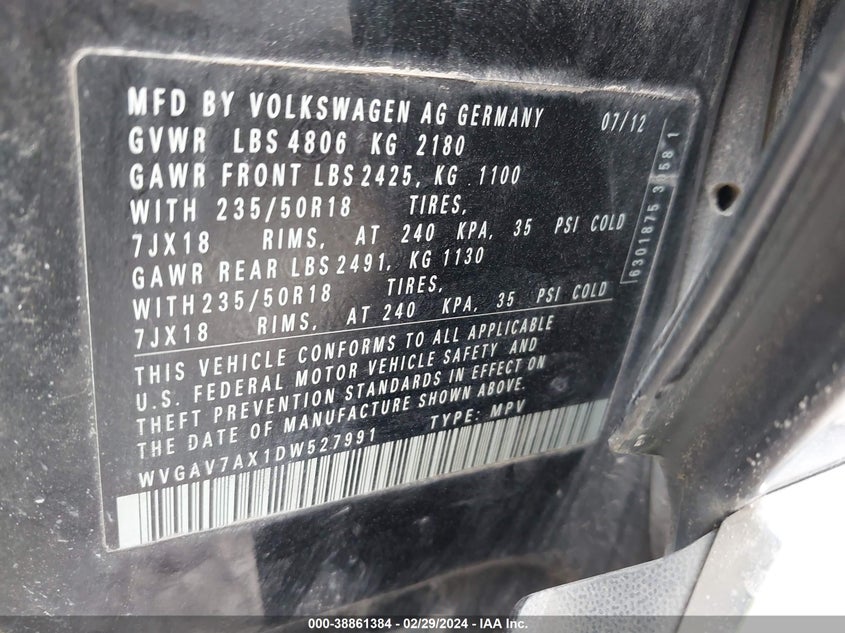 MFD BY VOLKSWAGEN AG GERMANY 07/12
GVWR LBS 4806 KG 2180
GAWR FRONT LBS 2425, KG 1100
WITH 235/50R18 TIRES,
7JX18 RIMS, AT 240 KPA, 35 PSI COLD
GAWR REAR LBS 2491, KG 1130
WITH 235/50R18 TIRES,
7JX18 RIMS, AT 240 KPA, 35 PSI COLD
THIS VEHICLE CONFORMS TO ALL APPLICABLE
U.S. FEDERAL MOTOR VEHICLE SAFETY AND
THEFT PREVENTION STANDARDS IN EFFECT ON
THE DATE OF MANUFACTURE SHOWN ABOVE.
WVGAV7AX1DW527991 TYPE: MPV
6301875 3
58 1
000-38861384 - 02/29/2024 - IAA Inc.